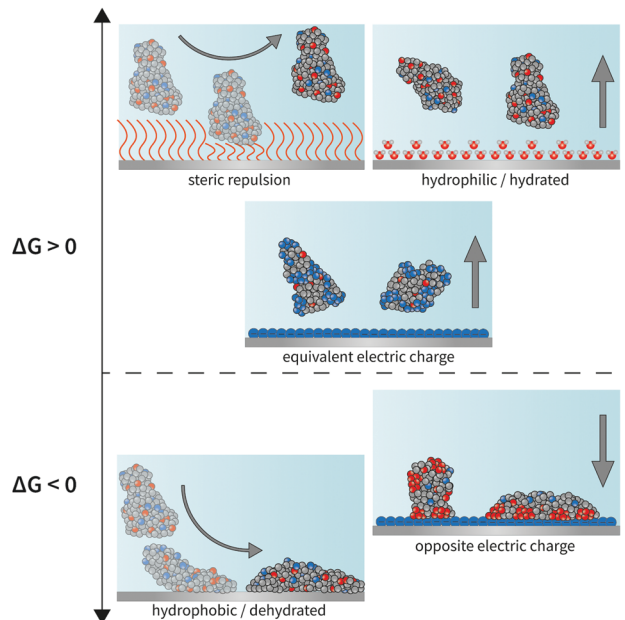 steric repulsion
hydrophilic / hydrated
ΔG > 0
equivalent electric charge
ΔG < 0
opposite electric charge
hydrophobic / dehydrated